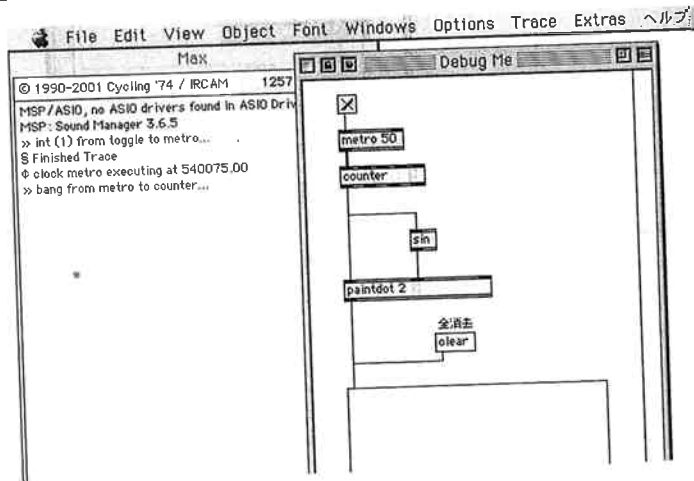 File Edit View Object Font Windows Options Trace Extras ヘルプ
Max
© 1990-2001 Cycling '74 / IRCAM 1257
MSP/ASIO, no ASIO drivers found in ASIO Driv
MSP: Sound Manager 3.6.5
» int (1) from toggle to metro...
§ Finished Trace
clock metro executing at 540075.00
» bang from metro to counter...
Debug Me
metro 50
counter
sin
paintdot 2
全消去
clear